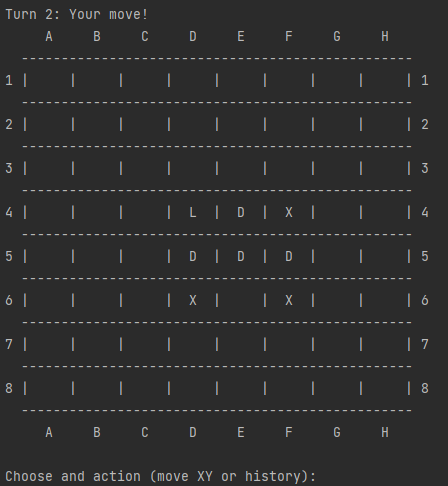 Turn 2: Your move!
     A     B     C     D     E     F     G     H
  -------------------------------------------------
1 |     |     |     |     |     |     |     |     | 1
  -------------------------------------------------
2 |     |     |     |     |     |     |     |     | 2
  -------------------------------------------------
3 |     |     |     |     |     |     |     |     | 3
  -------------------------------------------------
4 |     |     |     |  L  |  D  |  X  |     |     | 4
  -------------------------------------------------
5 |     |     |     |  D  |  D  |  D  |     |     | 5
  -------------------------------------------------
6 |     |     |     |  X  |     |  X  |     |     | 6
  -------------------------------------------------
7 |     |     |     |     |     |     |     |     | 7
  -------------------------------------------------
8 |     |     |     |     |     |     |     |     | 8
  -------------------------------------------------
     A     B     C     D     E     F     G     H
Choose and action (move XY or history):